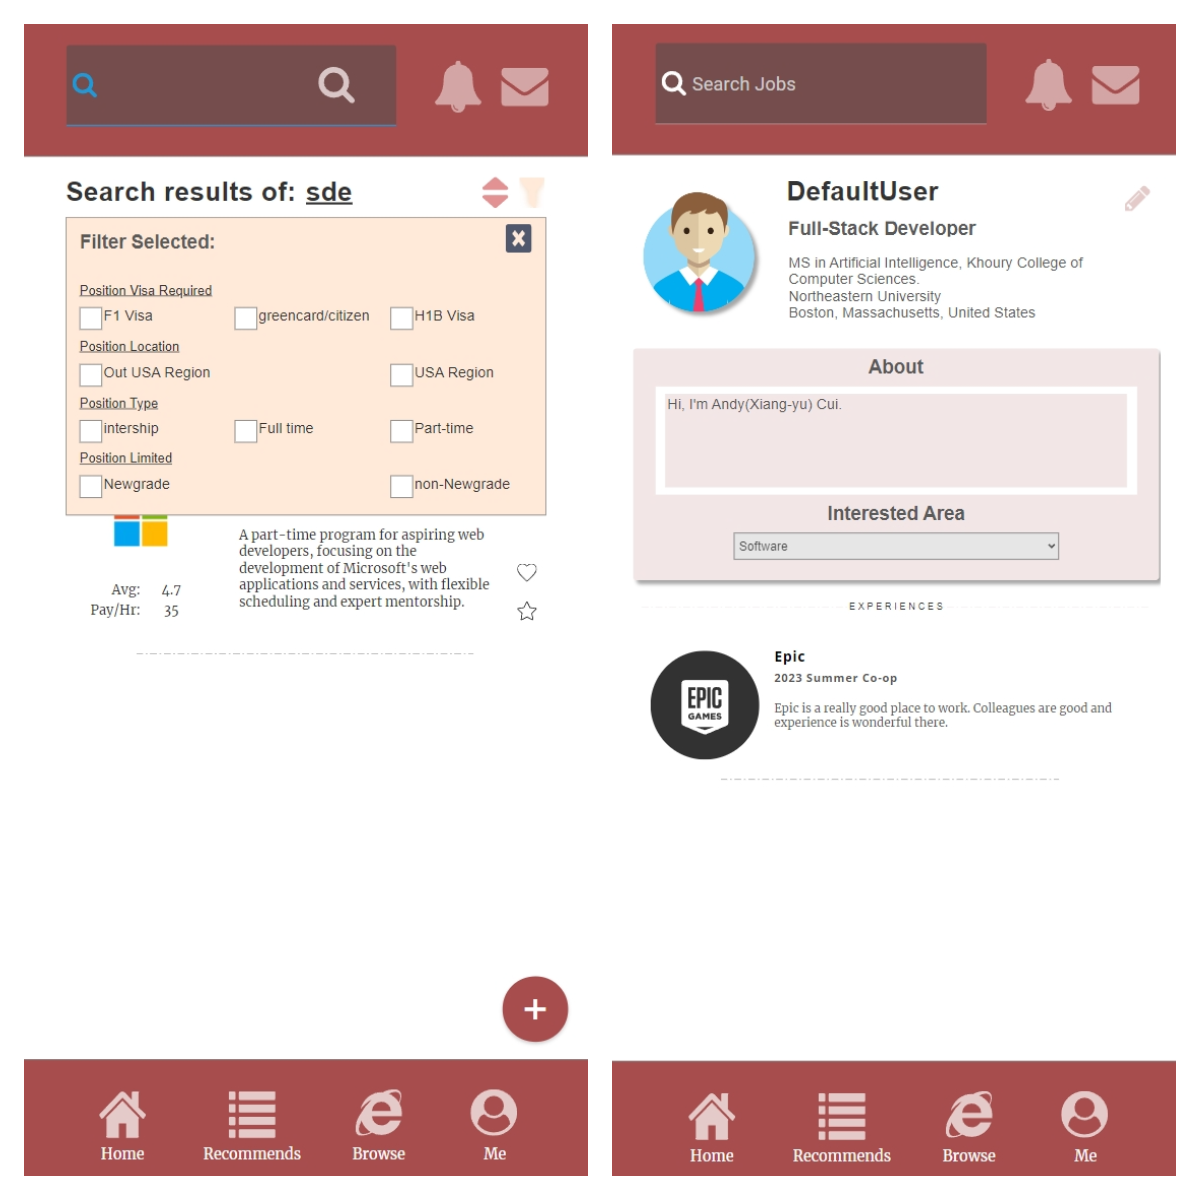 Search results of: sde
Filter Selected:
Position Visa Required
F1 Visa
greencard/citizen
H1B Visa
Position Location
Out USA Region
USA Region
Position Type
intership
Full time
Part-time
Position Limited
Newgrade
non-Newgrade
A part-time program for aspiring web
developers, focusing on the
development of Microsoft's web
applications and services, with flexible
scheduling and expert mentorship.
Avg: 4.7
Pay/Hr: 35
Home
Recommends
Browse
Me
Search Jobs
DefaultUser
Full-Stack Developer
MS in Artificial Intelligence, Khoury College of
Computer Sciences.
Northeastern University
Boston, Massachusetts, United States
About
Hi, I'm Andy(Xiang-yu) Cui.
Interested Area
Software
EXPERIENCES
EPIC
GAMES
Epic
2023 Summer Co-op
Epic is a really good place to work. Colleagues are good and
experience is wonderful there.
Home
Recommends
Browse
Me